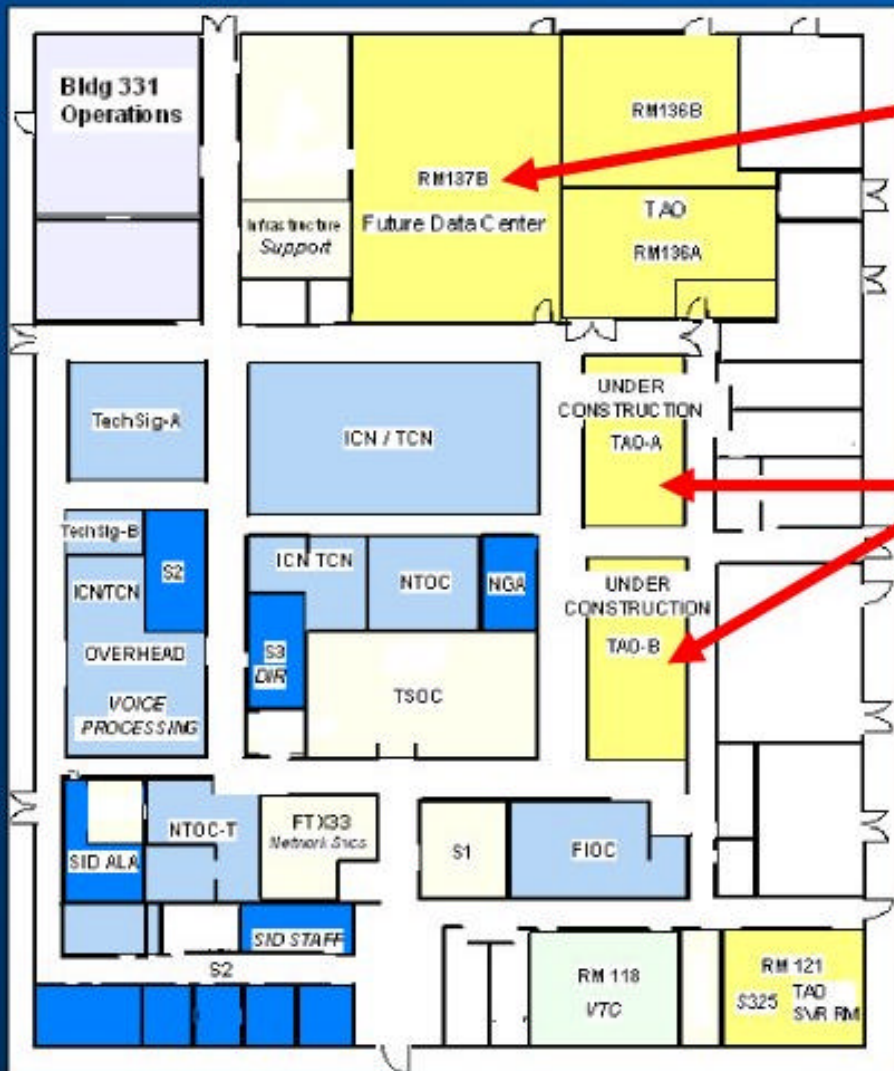 Bldg 331
Operations
RM136B
RM137B
Infrastructure
Support
Future Data Center
TAO
RM136A
TechSig-A
ICN / TCN
UNDER
CONSTRUCTION
TAO-A
TechSig-B
S2
ICN/TCN
OVERHEAD
VOICE
PROCESSING
ICN TCN
NTOC
NGA
S3
DIR
TSOC
UNDER
CONSTRUCTION
TAO-B
SID ALA
NTOC-T
FTX33
Network Svcs
S1
FIOC
SID STAFF
S2
RM 118
VTC
RM 121
S325 TAO
SVR RM